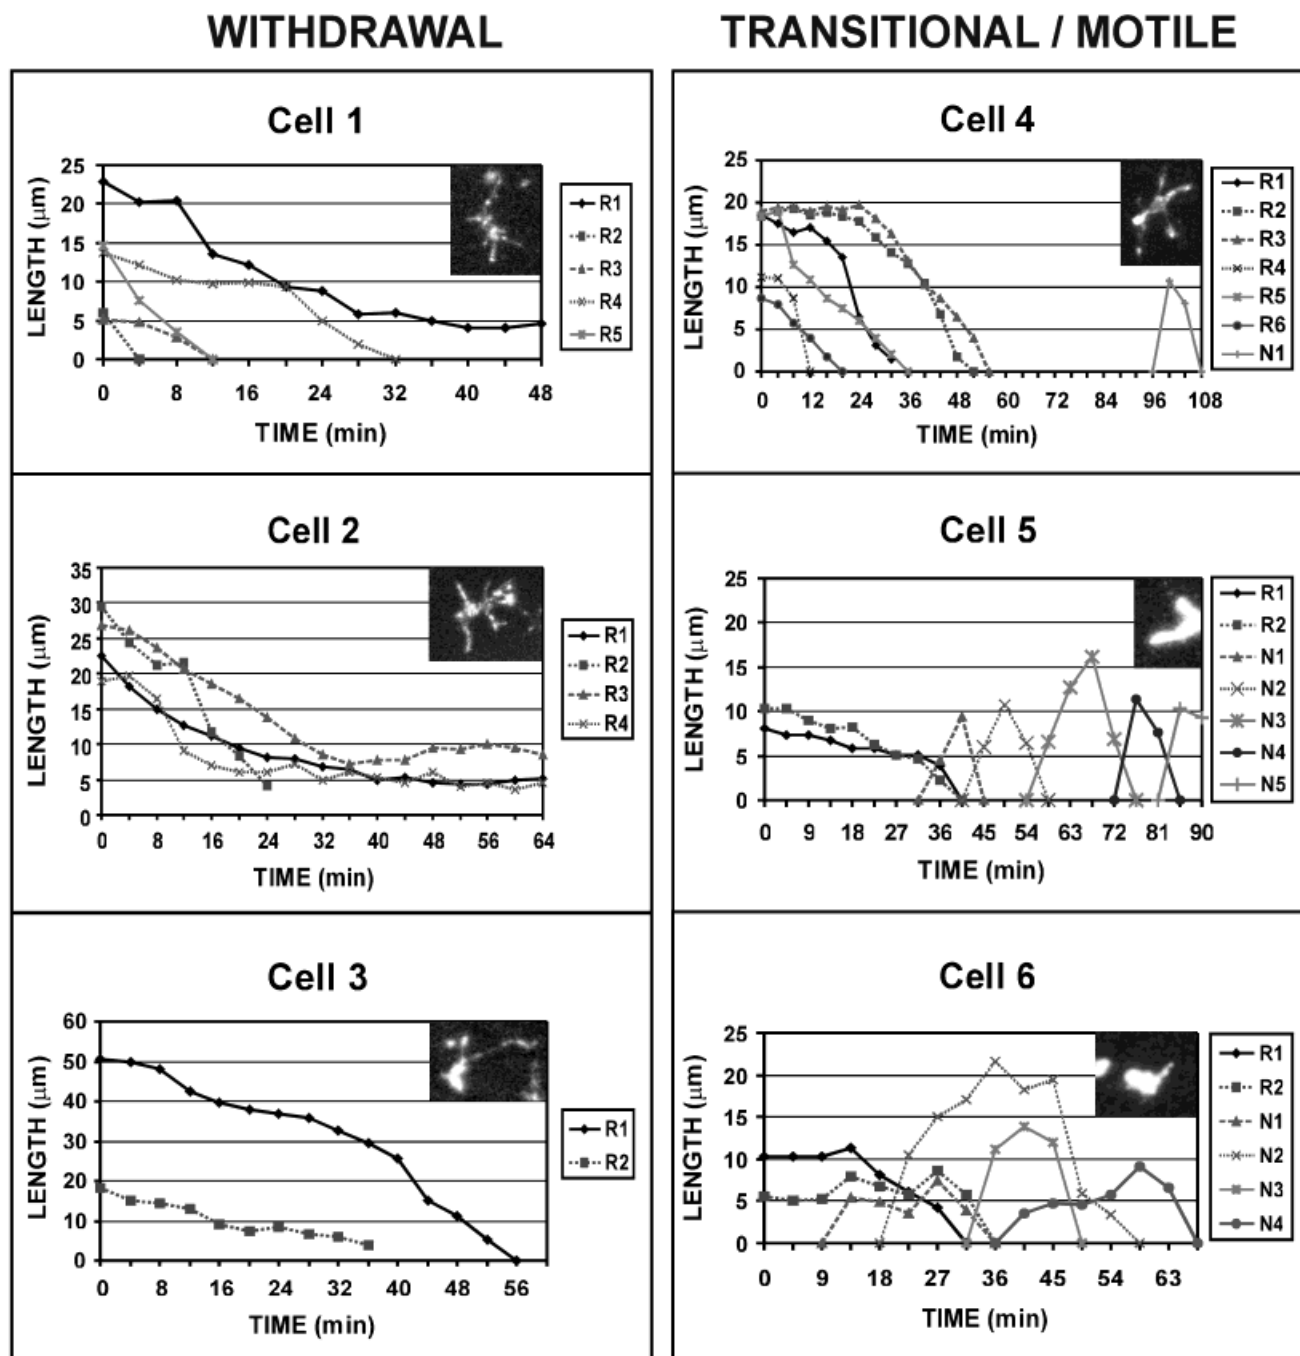 WITHDRAWAL
TRANSITIONAL / MOTILE
Cell 1
LENGTH (μm)
25
20
15
10
5
0
0 8 16 24 32 40 48
TIME (min)
R1
R2
R3
R4
R5
Cell 4
LENGTH (μm)
25
20
15
10
5
0
0 12 24 36 48 60 72 84 96 108
TIME (min)
R1
R2
R3
R4
R5
R6
N1
Cell 2
LENGTH (μm)
35
30
25
20
15
10
5
0
0 8 16 24 32 40 48 56 64
TIME (min)
R1
R2
R3
R4
Cell 5
LENGTH (μm)
25
20
15
10
5
0
0 9 18 27 36 45 54 63 72 81 90
TIME (min)
R1
R2
N1
N2
N3
N4
N5
Cell 3
LENGTH (μm)
60
50
40
30
20
10
0
0 8 16 24 32 40 48 56
TIME (min)
R1
R2
Cell 6
LENGTH (μm)
25
20
15
10
5
0
0 9 18 27 36 45 54 63
TIME (min)
R1
R2
N1
N2
N3
N4